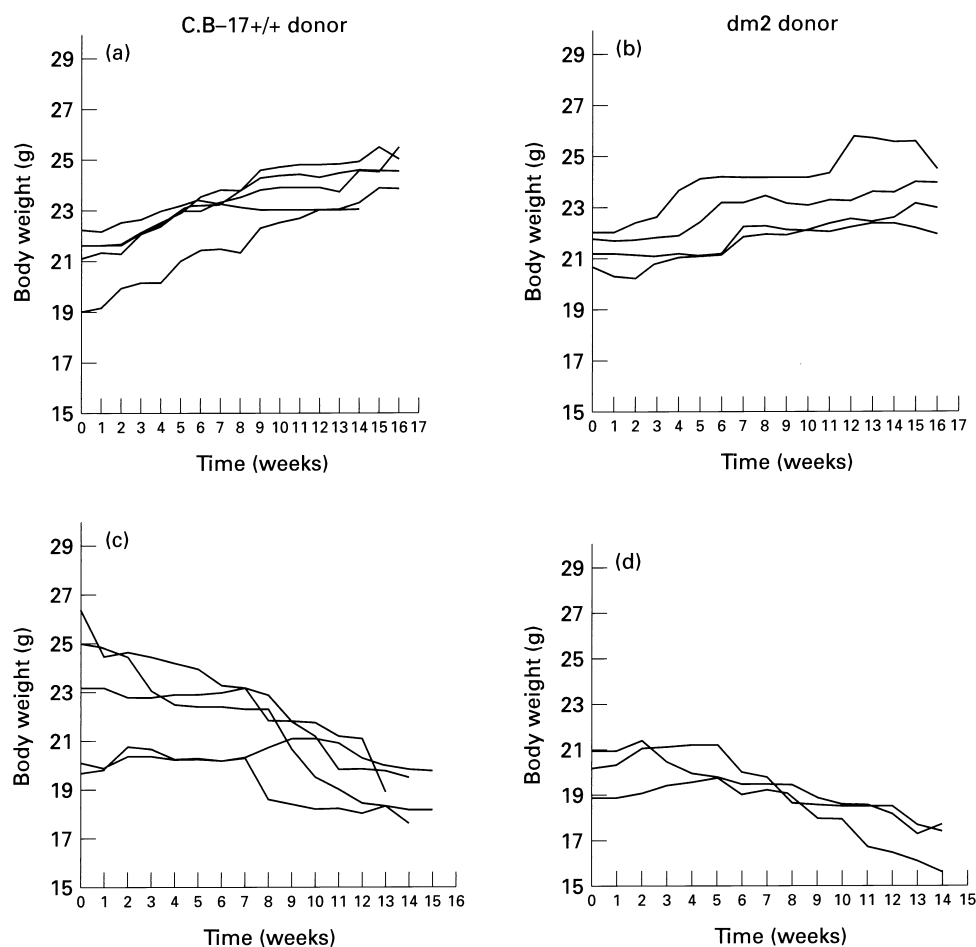 C.B–17+/+ donor
dm2 donor
(a)
29
27
25
23
21
19
17
15
Body weight (g)
0 1 2 3 4 5 6 7 8 9 10 11 12 13 14 15 16 17
Time (weeks)
(b)
29
27
25
23
21
19
17
15
Body weight (g)
0 1 2 3 4 5 6 7 8 9 10 11 12 13 14 15 16 17
Time (weeks)
(c)
29
27
25
23
21
19
17
15
Body weight (g)
0 1 2 3 4 5 6 7 8 9 10 11 12 13 14 15 16
Time (weeks)
(d)
29
27
25
23
21
19
17
15
Body weight (g)
0 1 2 3 4 5 6 7 8 9 10 11 12 13 14 15
Time (weeks)